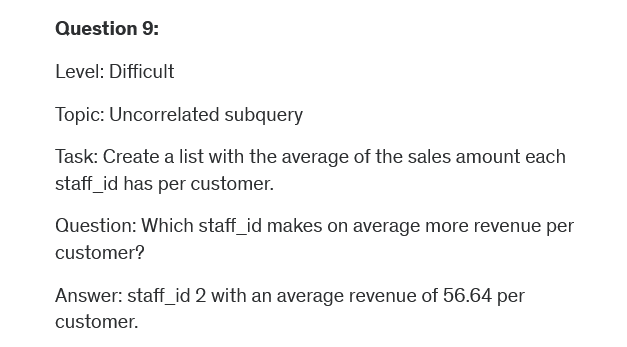 Question 9:
Level: Difficult
Topic: Uncorrelated subquery
Task: Create a list with the average of the sales amount each
staff_id has per customer.
Question: Which staff_id makes on average more revenue per
customer?
Answer: staff_id 2 with an average revenue of 56.64 per
customer.